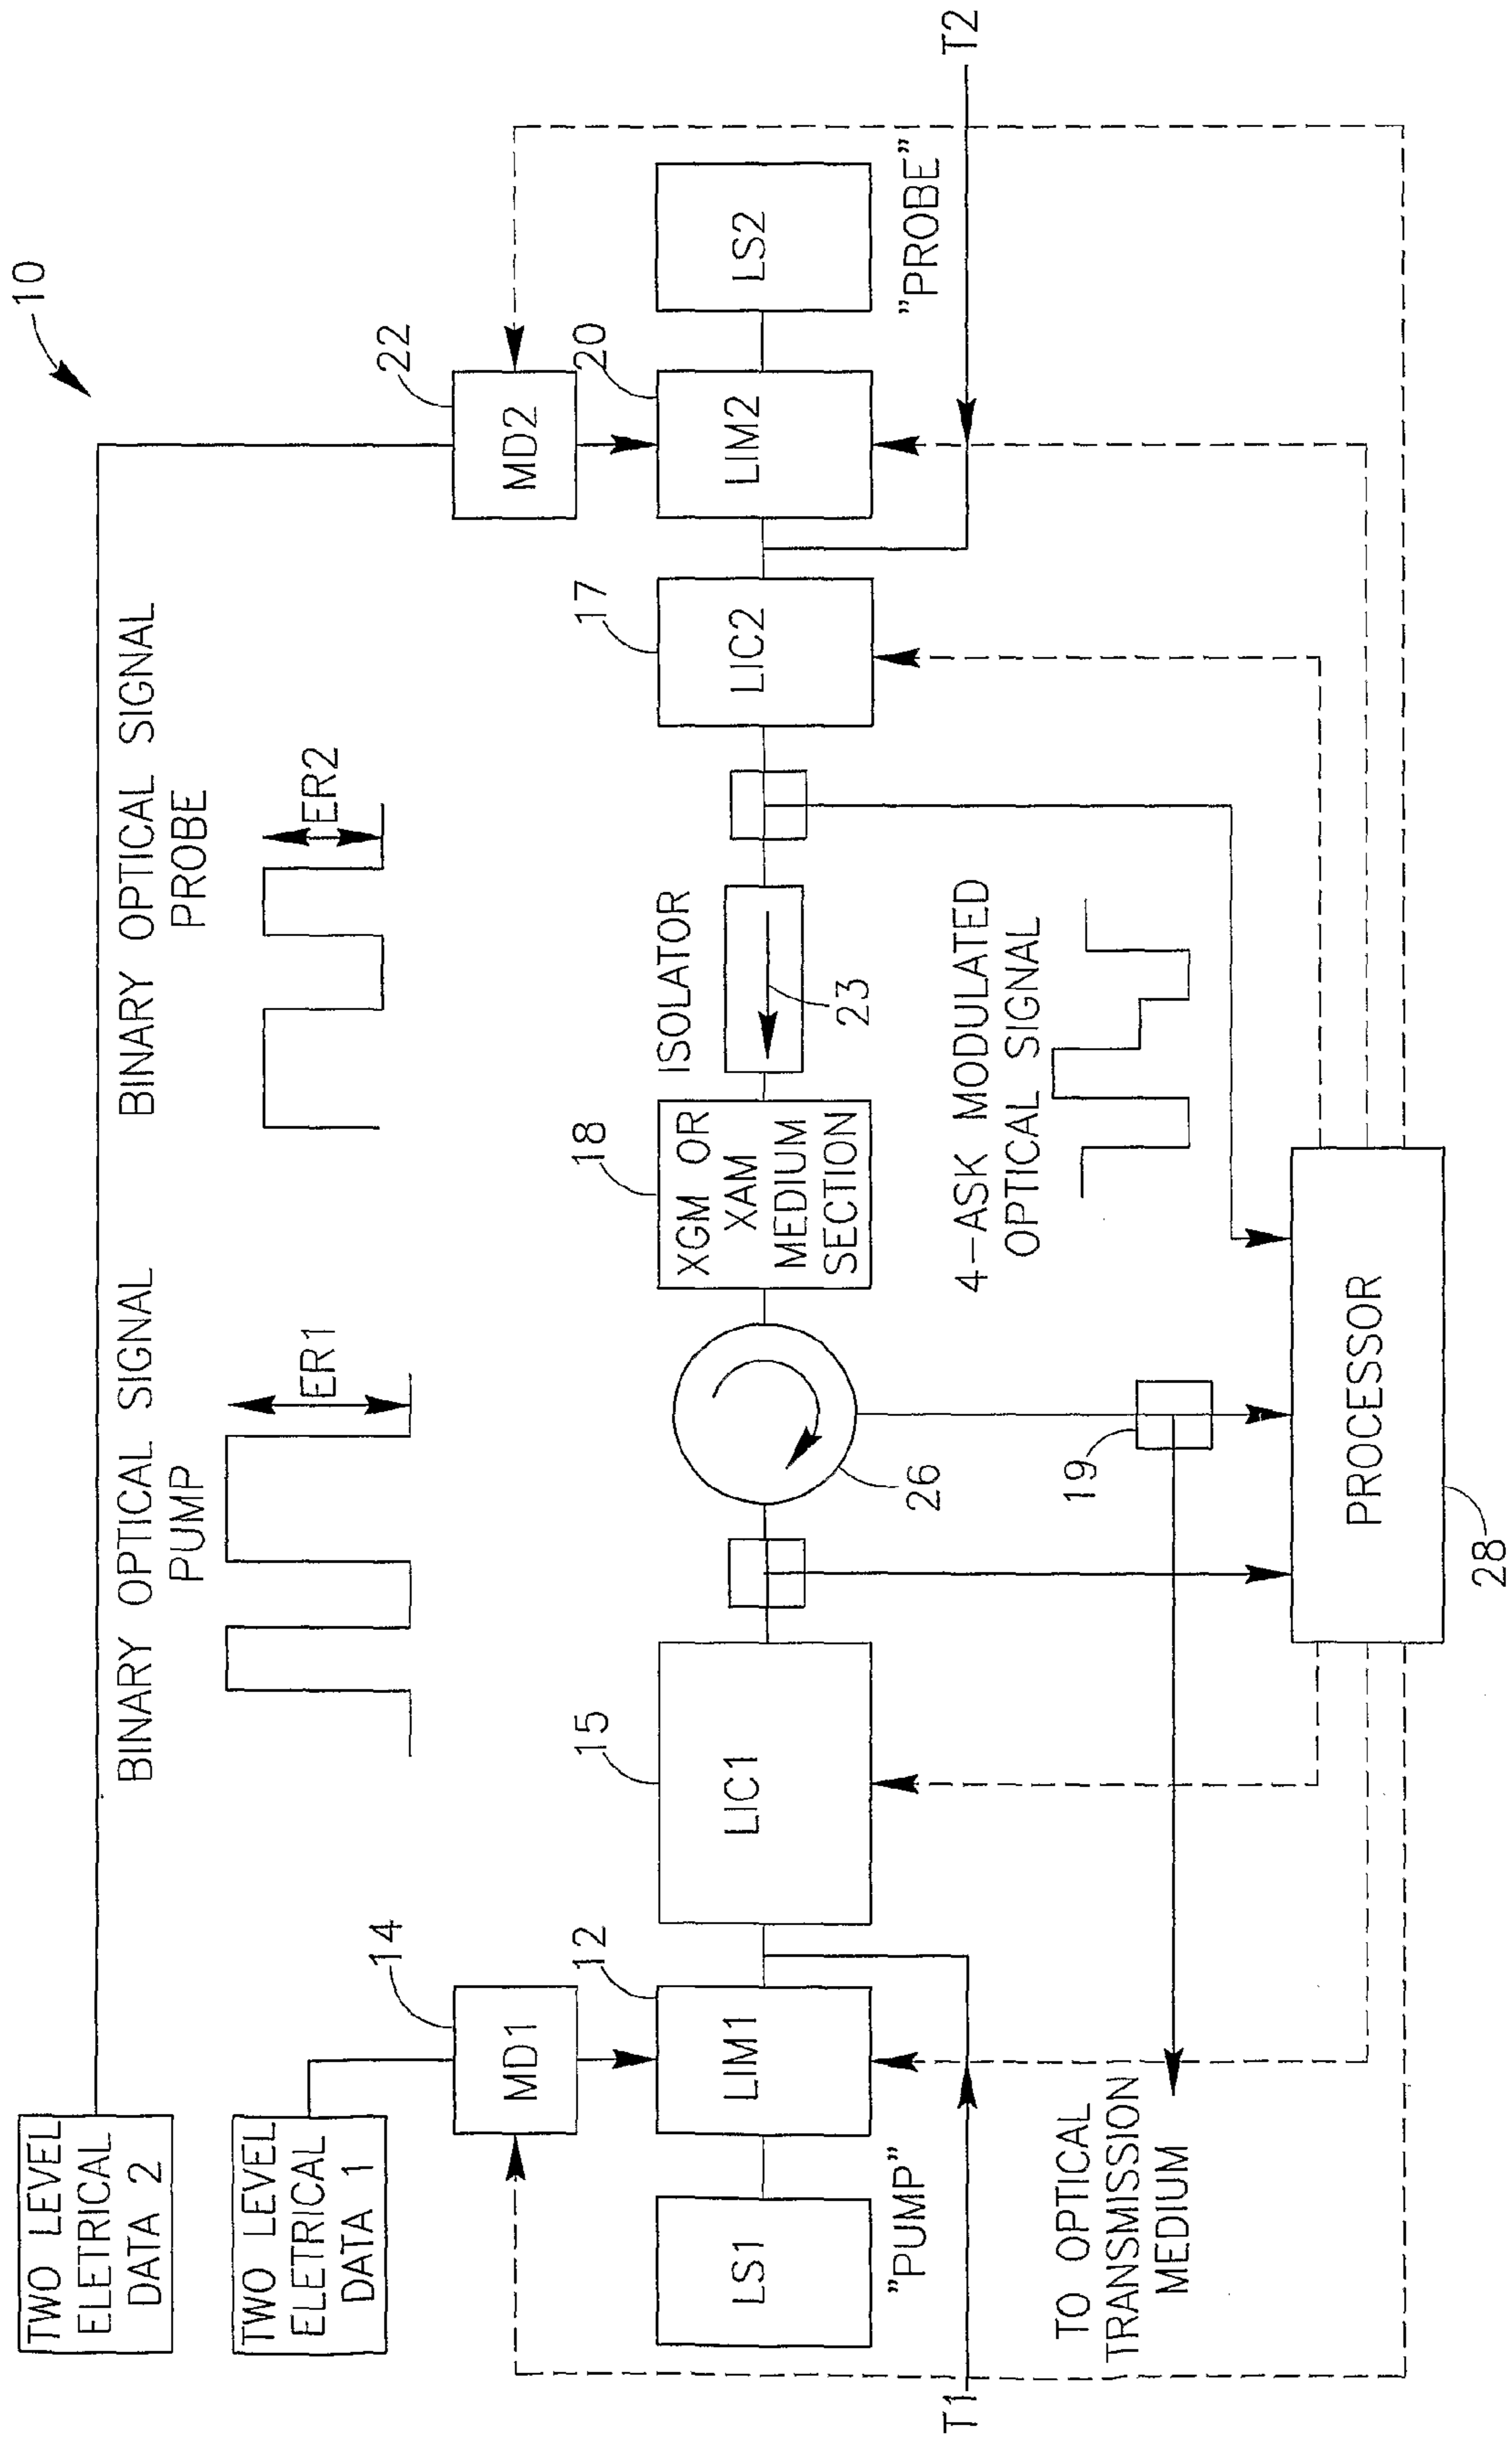 10
TWO LEVEL
ELETRICAL
DATA 2
TWO LEVEL
ELETRICAL
DATA 1
BINARY OPTICAL SIGNAL
PUMP
ER1
BINARY OPTICAL SIGNAL
PROBE
ER2
14
MD1
22
MD2
LS1
"PUMP"
12
LIM1
15
LIC1
26
18
XGM OR
XAM
MEDIUM
SECTION
ISOLATOR
23
17
LIC2
20
LIM2
LS2
"PROBE"
T1
T2
4-ASK MODULATED
OPTICAL SIGNAL
19
TO OPTICAL
TRANSMISSION
MEDIUM
PROCESSOR
28